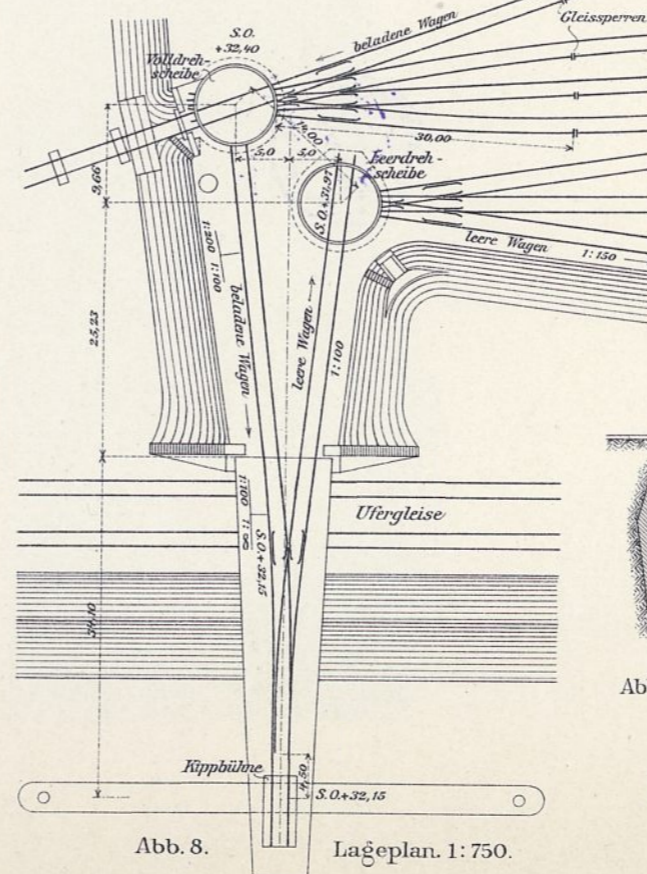 S.O.
+32,40
beladene Wagen
Gleissperren
Volldreh-
scheibe
14,00
30,00
5,0 5,0
Leerdreh-
scheibe
S.O.+31,97
leere Wagen
1:150
1:200 1:100
beladene Wagen
leere Wagen
1:100
25,23
1:100 1:∞
S.O.+32,15
Ufergleise
34,10
Ab
Kippbühne
4,50
S.O.+32,15
Abb. 8.
Lageplan. 1:750.